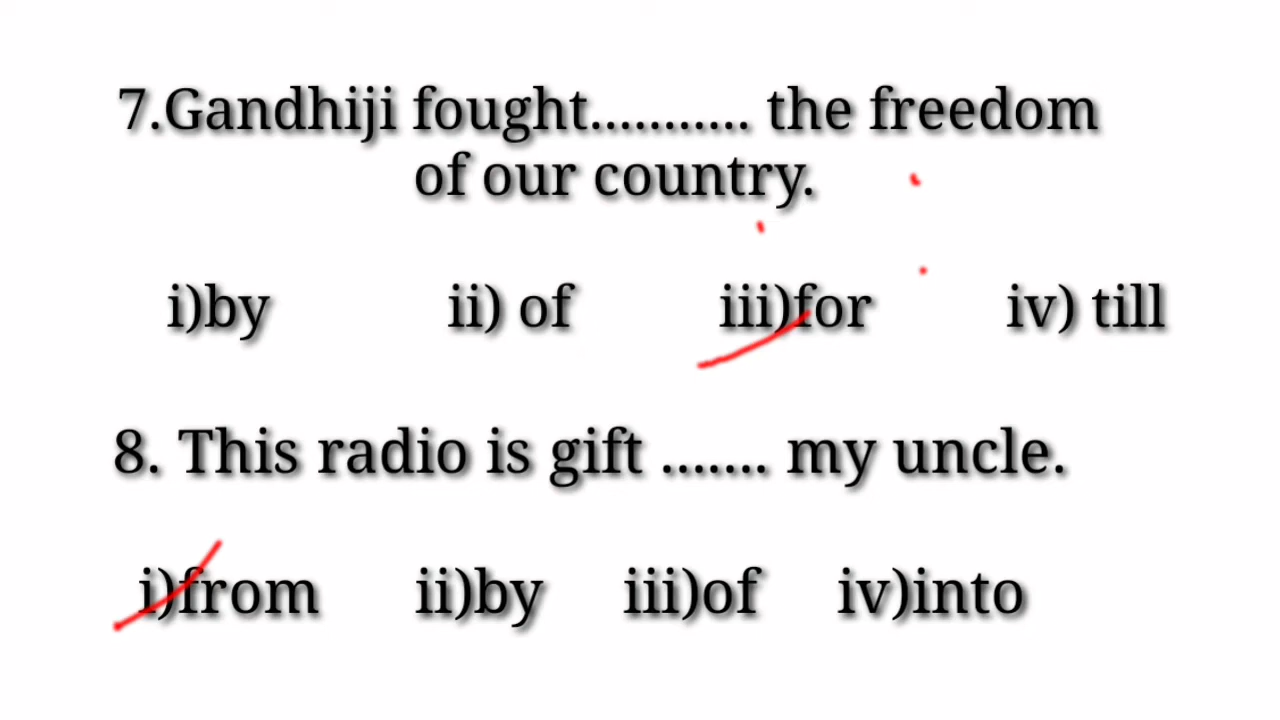 7.Gandhiji fought........... the freedom
of our country.
i)by ii) of iii)for iv) till
8. This radio is gift ....... my uncle.
i)from ii)by iii)of iv)into